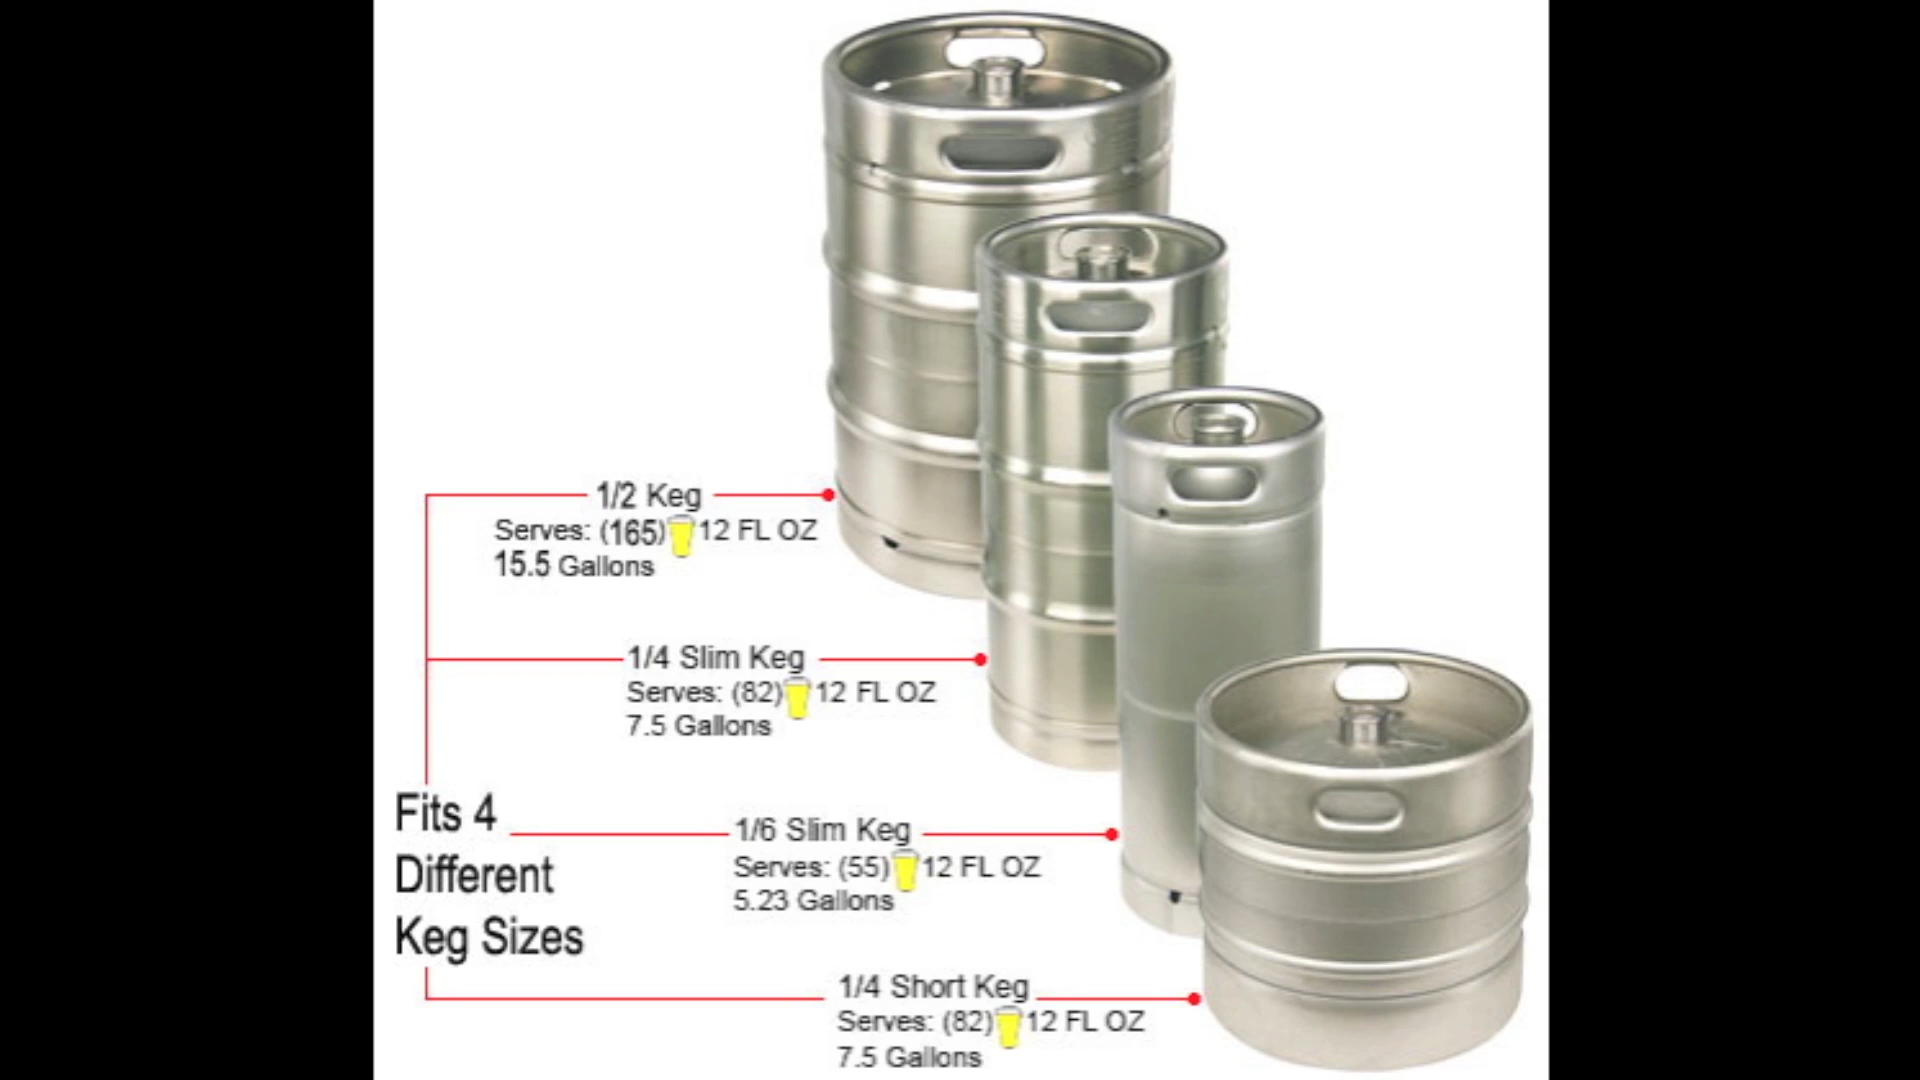 1/2 Keg
Serves: (165) 12 FL OZ
15.5 Gallons
1/4 Slim Keg
Serves: (82) 12 FL OZ
7.5 Gallons
Fits 4
Different
Keg Sizes
1/6 Slim Keg
Serves: (55) 12 FL OZ
5.23 Gallons
1/4 Short Keg
Serves: (82) 12 FL OZ
7.5 Gallons